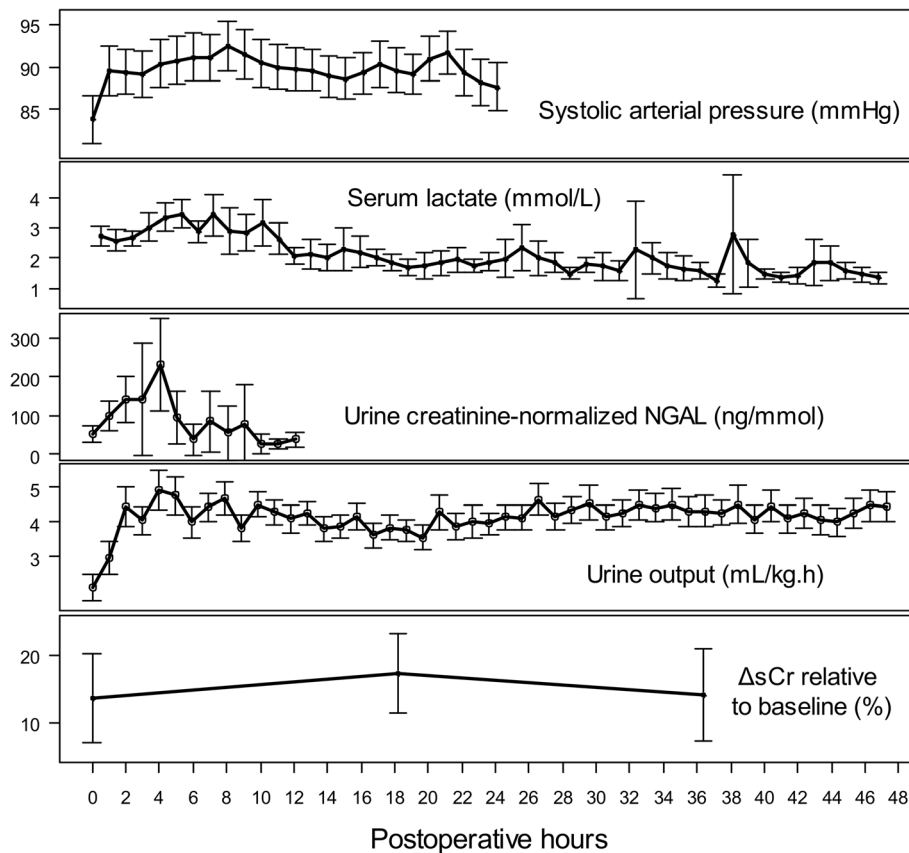 95
90
85
Systolic arterial pressure (mmHg)
Serum lactate (mmol/L)
4
3
2
1
300
200
100
0
Urine creatinine-normalized NGAL (ng/mmol)
5
4
3
Urine output (mL/kg.h)
20
10
ΔsCr relative
to baseline (%)
0 2 4 6 8 10 12 14 16 18 20 22 24 26 28 30 32 34 36 38 40 42 44 46 48
Postoperative hours